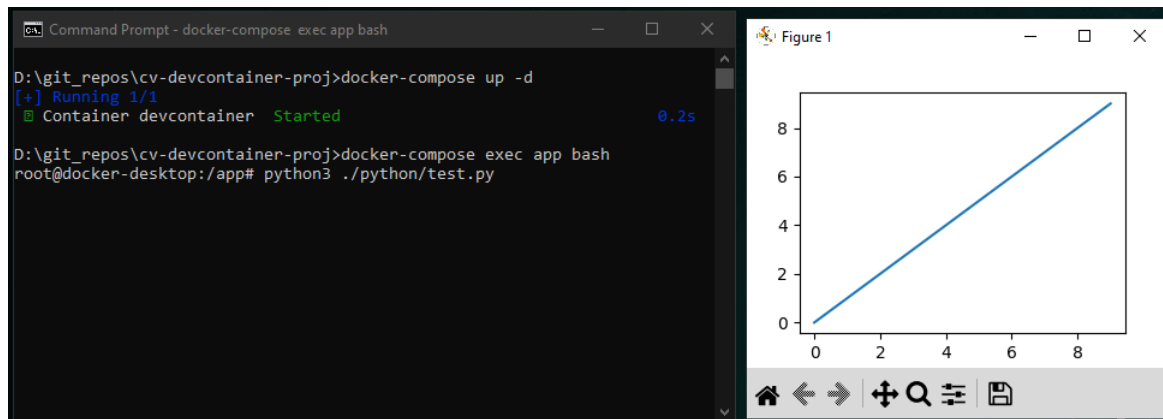 Command Prompt - docker-compose exec app bash
D:\git_repos\cv-devcontainer-proj>docker-compose up -d
[+] Running 1/1
Container devcontainer Started 0.2s
D:\git_repos\cv-devcontainer-proj>docker-compose exec app bash
root@docker-desktop:/app# python3 ./python/test.py
Figure 1
8
6
4
2
0
0 2 4 6 8